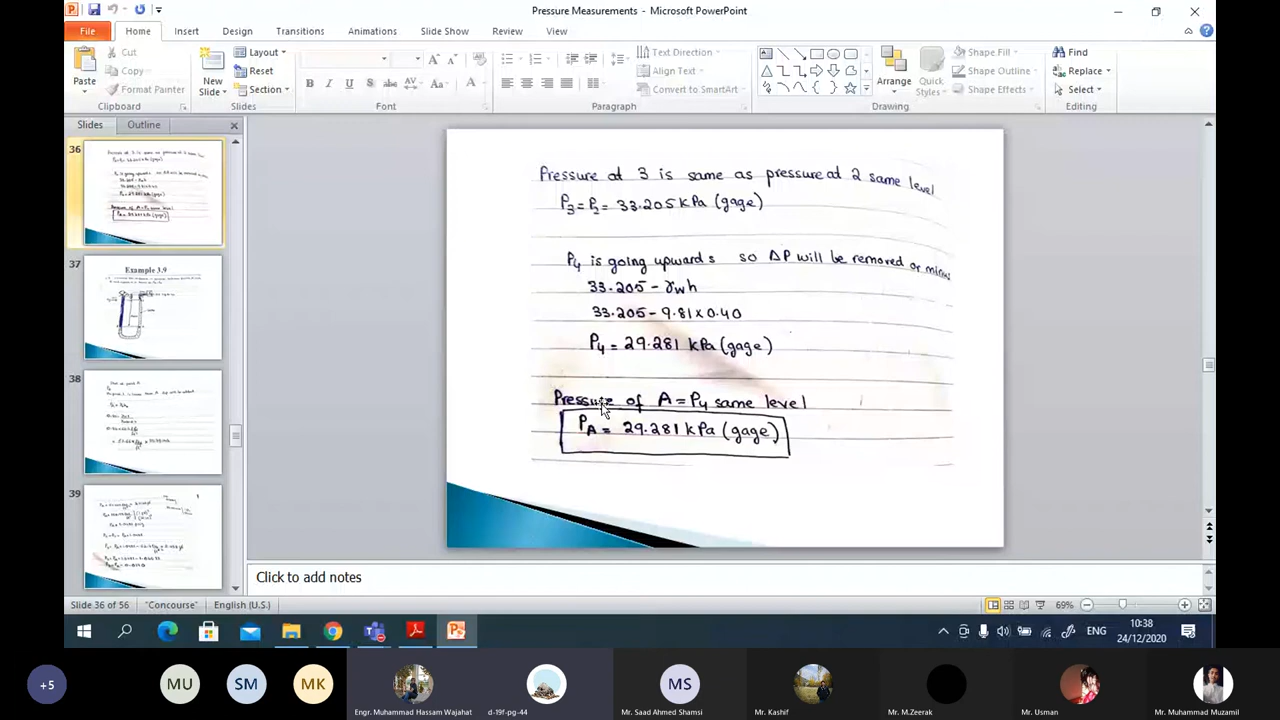 Pressure Measurements - Microsoft PowerPoint
File
Home
Insert
Design
Transitions
Animations
Slide Show
Review
View
Paste
Cut
Copy
Format Painter
Clipboard
New
Slide
Layout
Reset
Section
Slides
Font
Text Direction
Align Text
Convert to SmartArt
Paragraph
Arrange
Quick
Styles
Shape Fill
Shape Outline
Shape Effects
Drawing
Find
Replace
Select
Editing
Slides
Outline
36
37
Example 3.9
38
39
Pressure at 3 is same as pressure at 2 same level
P3 = P2 = 33.205 kPa (gage)
P4 is going upwards so ΔP will be removed or minus
33.205 - γwh
33.205 - 9.81 x 0.40
P4 = 29.281 kPa (gage)
Pressure of A = P4 same level
PA = 29.281 kPa (gage)
Click to add notes
Slide 36 of 56
"Concourse"
English (U.S.)
69%
ENG
10:38
24/12/2020
+5
MU
SM
MK
MS
Engr. Muhammad Hassam Wajahat
d-19f-pg-44
Mr. Saad Ahmed Shamsi
Mr. Kashif
Mr. M.Zeerak
Mr. Usman
Mr. Muhammad Muzamil